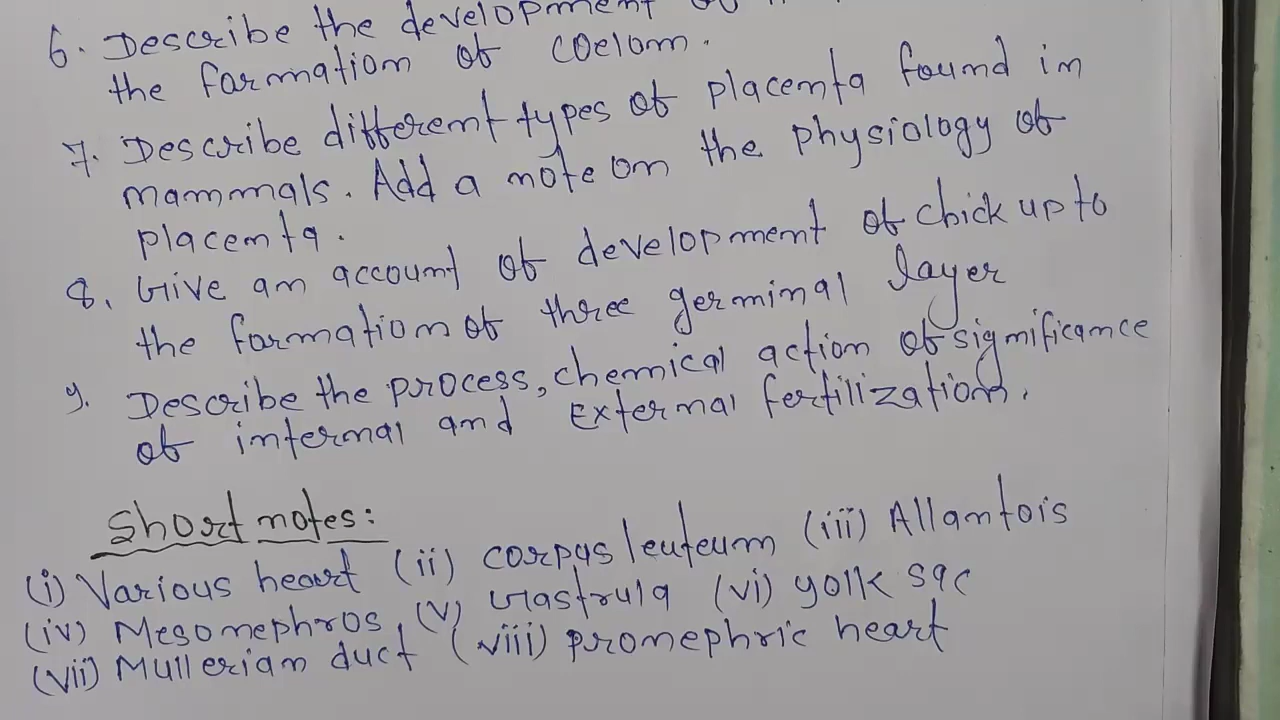 6. Describe the development of
the formation of coelom.
7. Describe different types of placenta found in
mammals. Add a note on the physiology of
placenta.
8. Give an account of development of chick up to
the formation of three germinal layer
9. Describe the process, chemical action of significance
of internal and External fertilization.
Short notes:
(i) Various heart (ii) corpus leuteum (iii) Allantois
(iv) Mesonephros, (v) Gastrula (vi) yolk sac
(vii) Mullerian duct (viii) pronephric heart